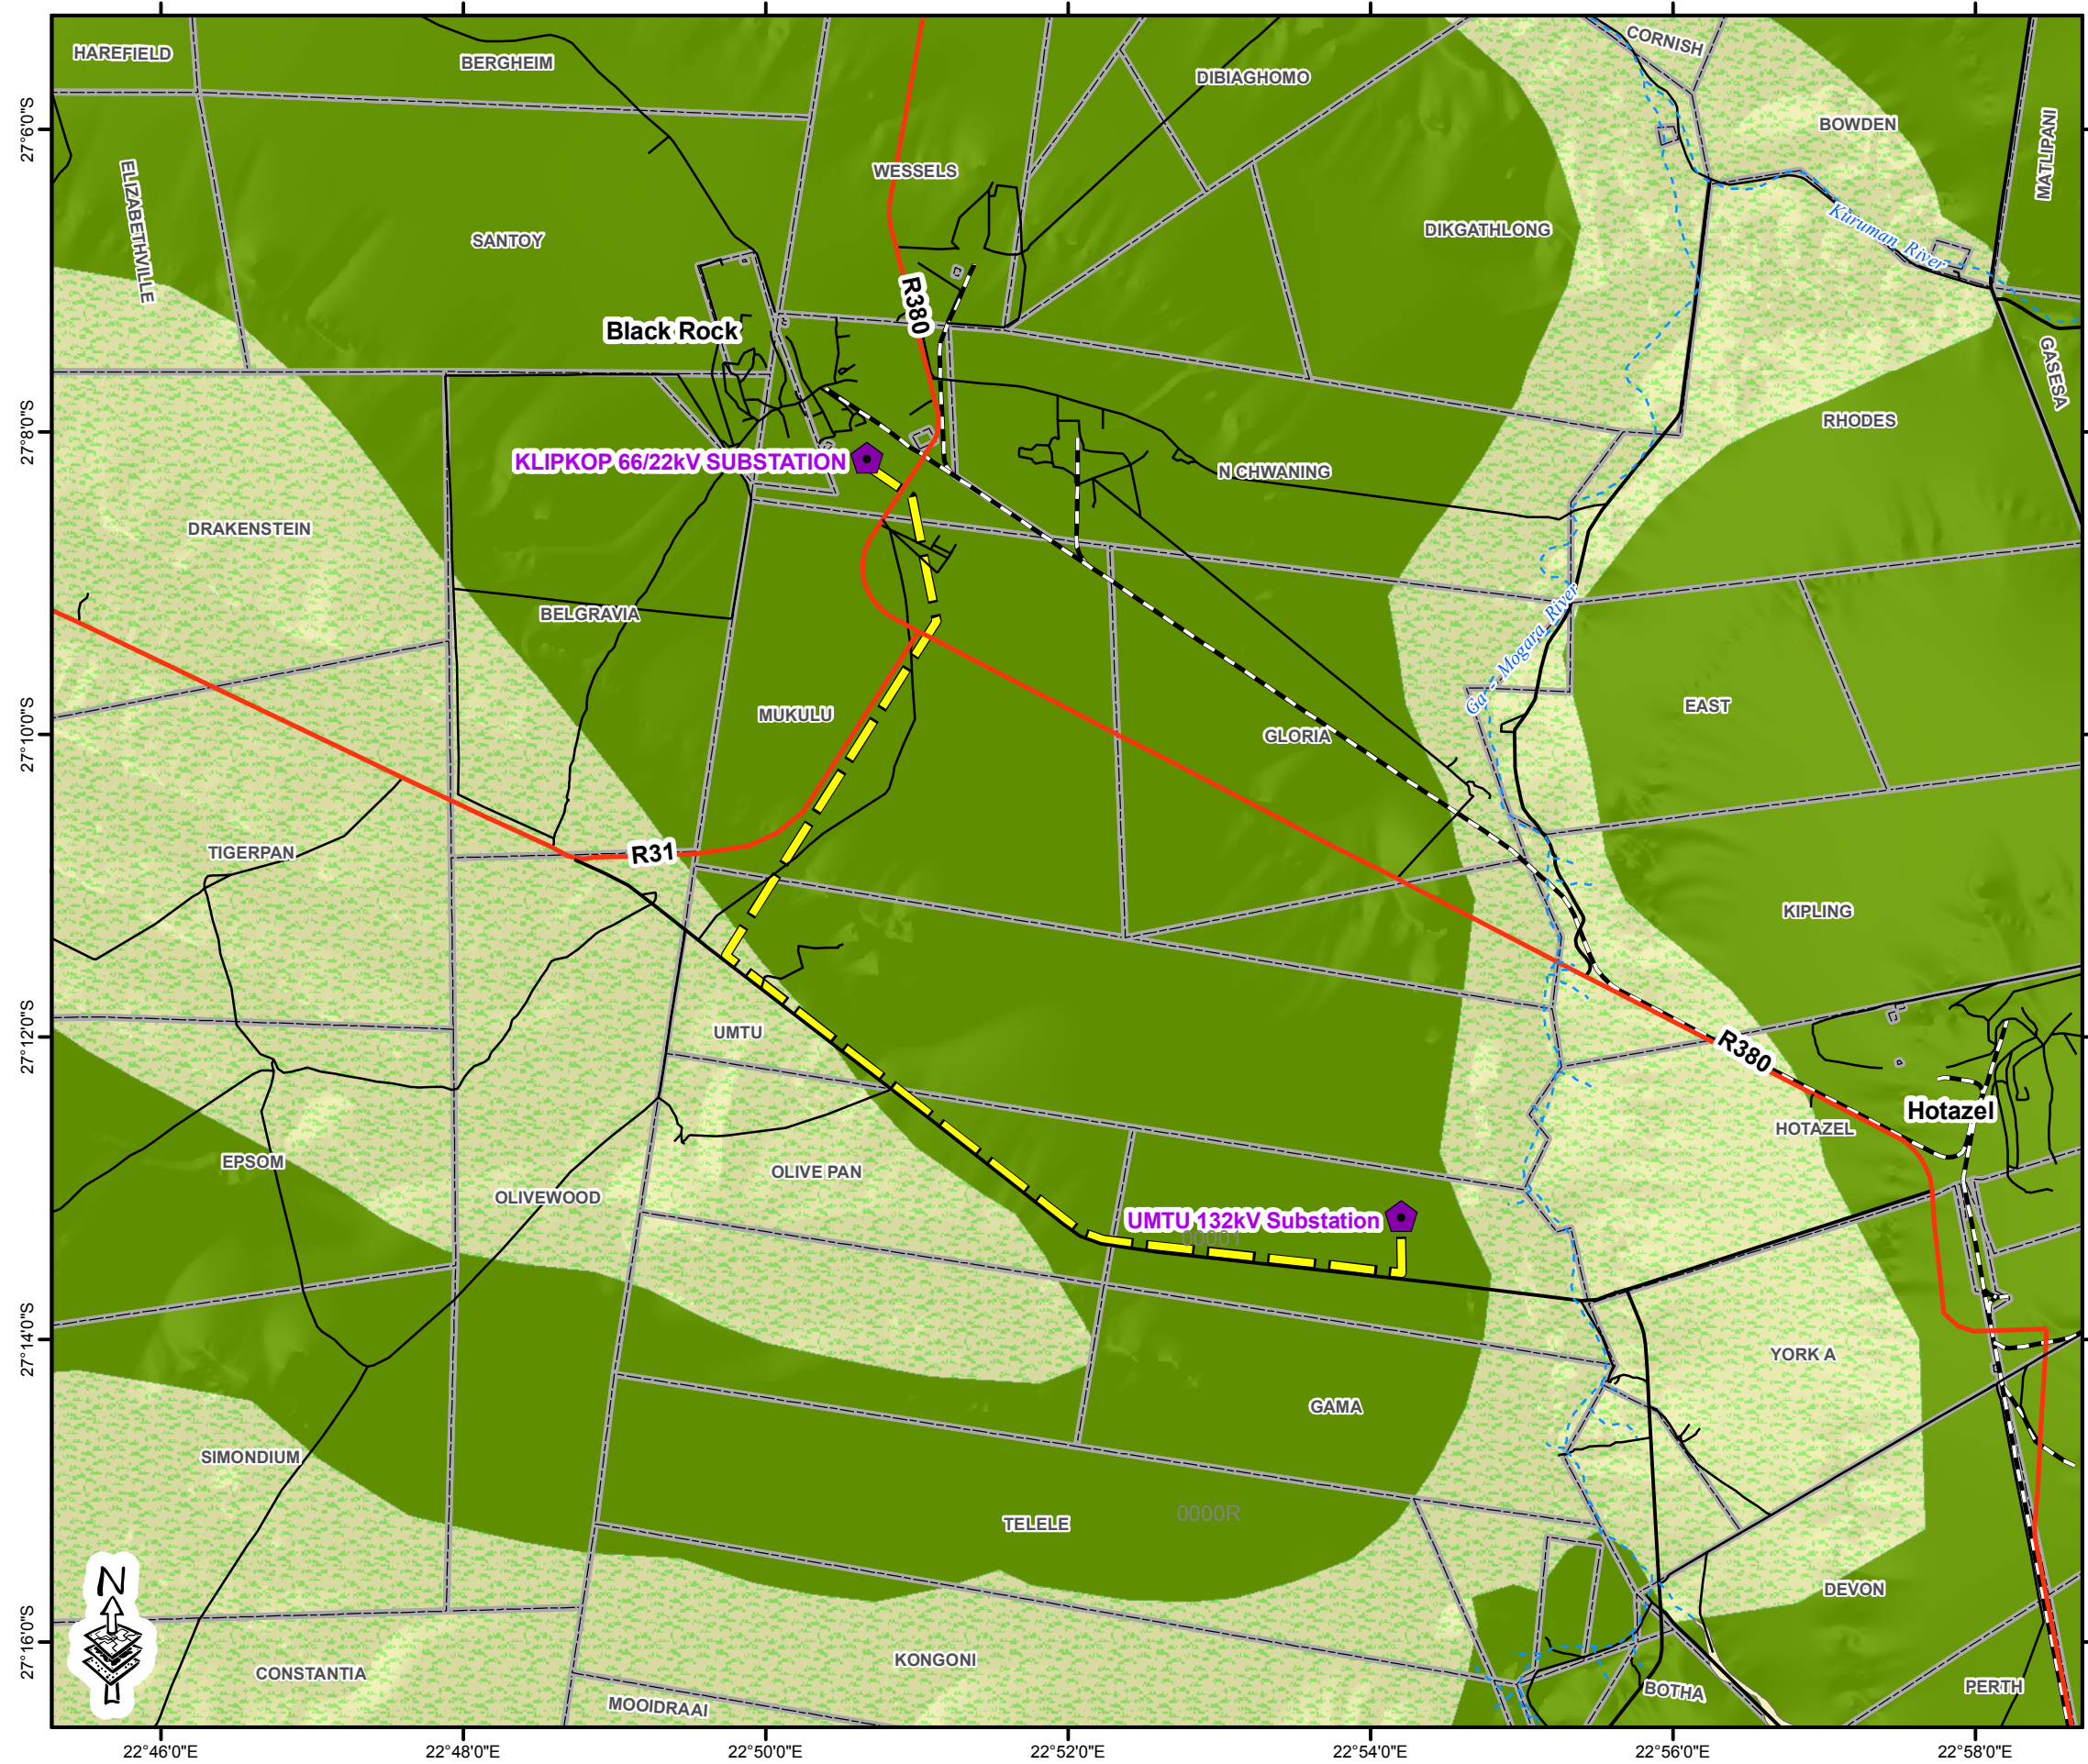 HAREFIELD
BERGHEIM
CORNISH
DIBIAGHOMO
BOWDEN
MATLIPANI
27°6'0"S
WESSELS
ELIZABETHVILLE
SANTOY
DIKGATHLONG
Kuruman River
R380
Black Rock
GASESA
RHODES
27°8'0"S
KLIPKOP 66/22kV SUBSTATION
N CHWANING
DRAKENSTEIN
BELGRAVIA
Ga - Mogara River
MUKULU
EAST
27°10'0"S
GLORIA
TIGERPAN
R31
KIPLING
27°12'0"S
UMTU
R380
Hotazel
HOTAZEL
EPSOM
OLIVE PAN
OLIVEWOOD
UMTU 132kV Substation
00001
27°14'0"S
YORK A
GAMA
SIMONDIUM
0000R
TELELE
N
DEVON
27°16'0"S
KONGONI
CONSTANTIA
PERTH
BOTHA
MOOIDRAAI
22°46'0"E
22°48'0"E
22°50'0"E
22°52'0"E
22°54'0"E
22°56'0"E
22°58'0"E